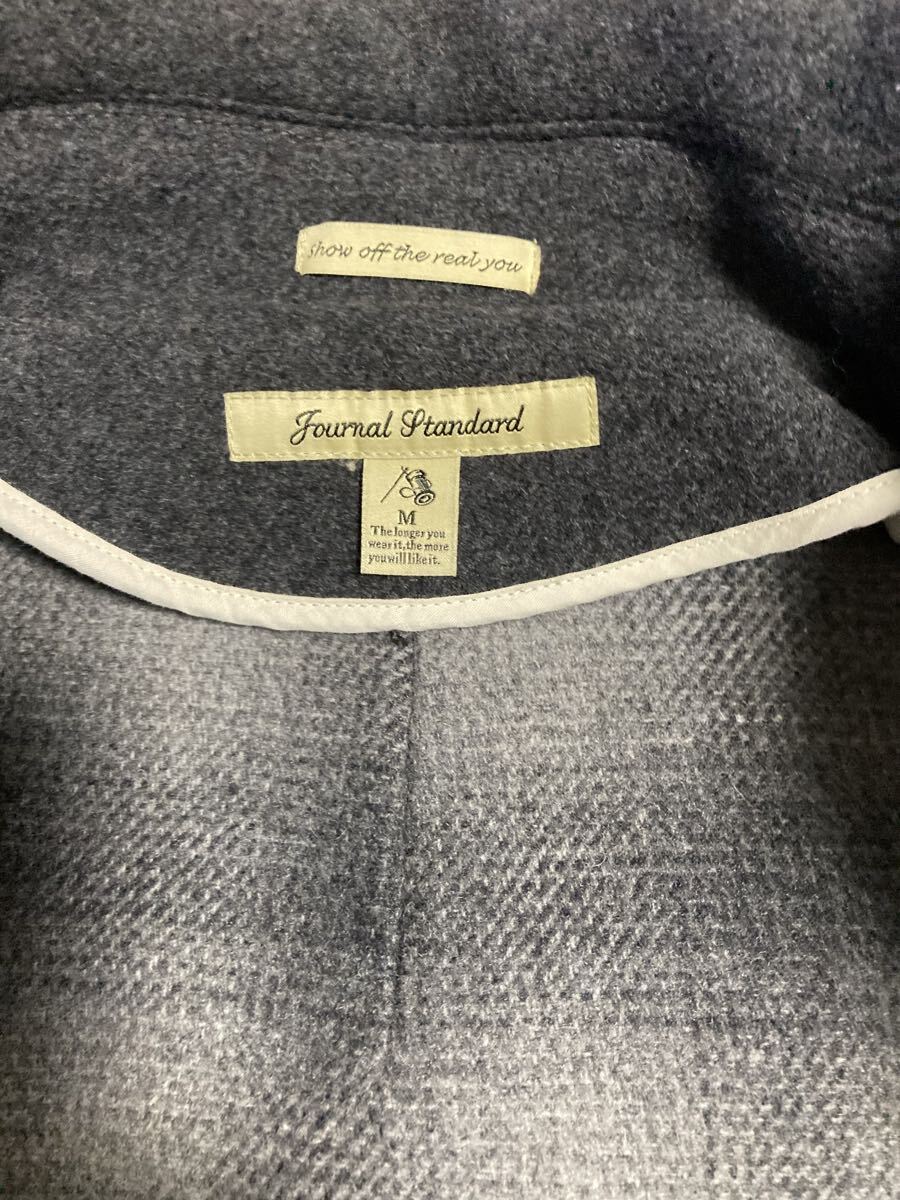 show off the real you
Journal Standard
M
The longer you
wear it,the more
you will like it.